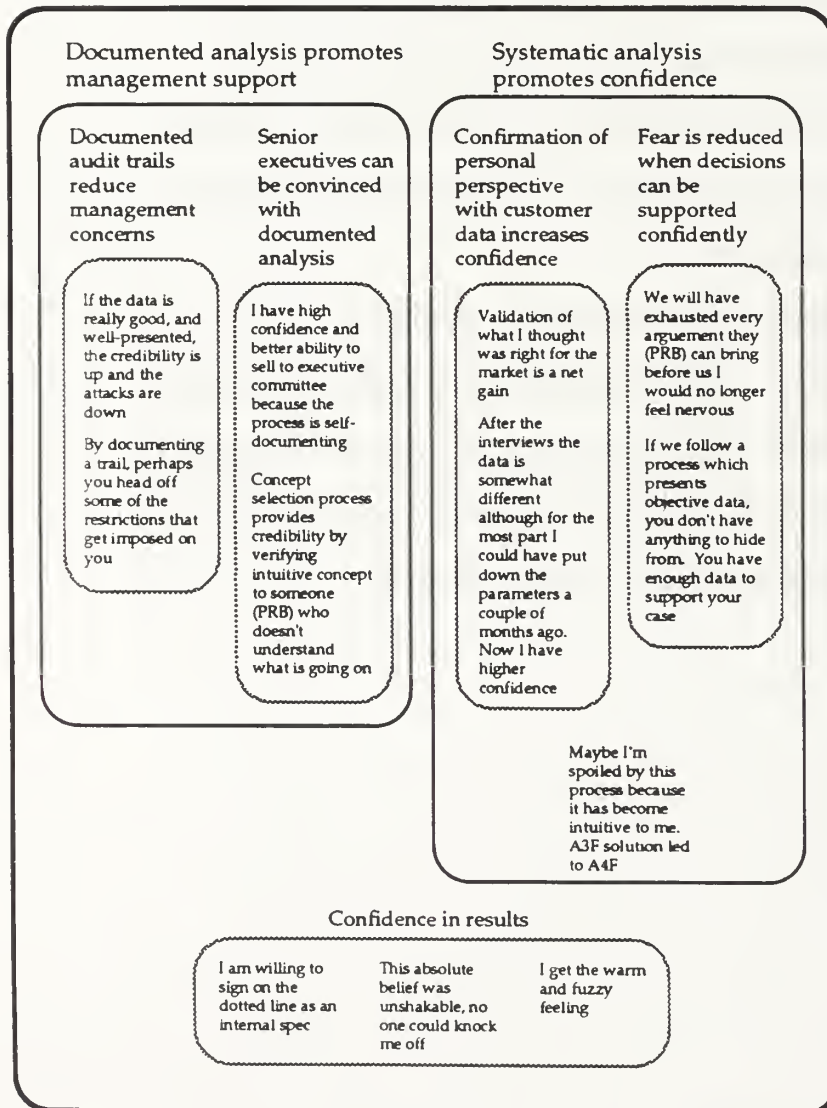 Documented analysis promotes
management support
Documented
audit trails
reduce
management
concerns
If the data is
really good, and
well-presented,
the credibility is
up and the
attacks are
down
By documenting
a trail, perhaps
you head off
some of the
restrictions that
get imposed on
you
Senior
executives can
be convinced
with
documented
analysis
I have high
confidence and
better ability to
sell to executive
committee
because the
process is self-
documenting
Concept
selection process
provides
credibility by
verifying
intuitive concept
to someone
(PRB) who
doesn't
understand
what is going on
Systematic analysis
promotes confidence
Confirmation of
personal
perspective
with customer
data increases
confidence
Validation of
what I thought
was right for the
market is a net
gain
After the
interviews the
data is
somewhat
different
although for the
most part I
could have put
down the
parameters a
couple of
months ago.
Now I have
higher
confidence
Fear is reduced
when decisions
can be
supported
confidently
We will have
exhausted every
arguement they
(PRB) can bring
before us I
would no longer
feel nervous
If we follow a
process which
presents
objective data,
you don't have
anything to hide
from. You have
enough data to
support your
case
Maybe I'm
spoiled by this
process because
it has become
intuitive to me.
A3F solution led
to A4F
Confidence in results
I am willing to
sign on the
dotted line as an
internal spec
This absolute
belief was
unshakable, no
one could knock
me off
I get the warm
and fuzzy
feeling